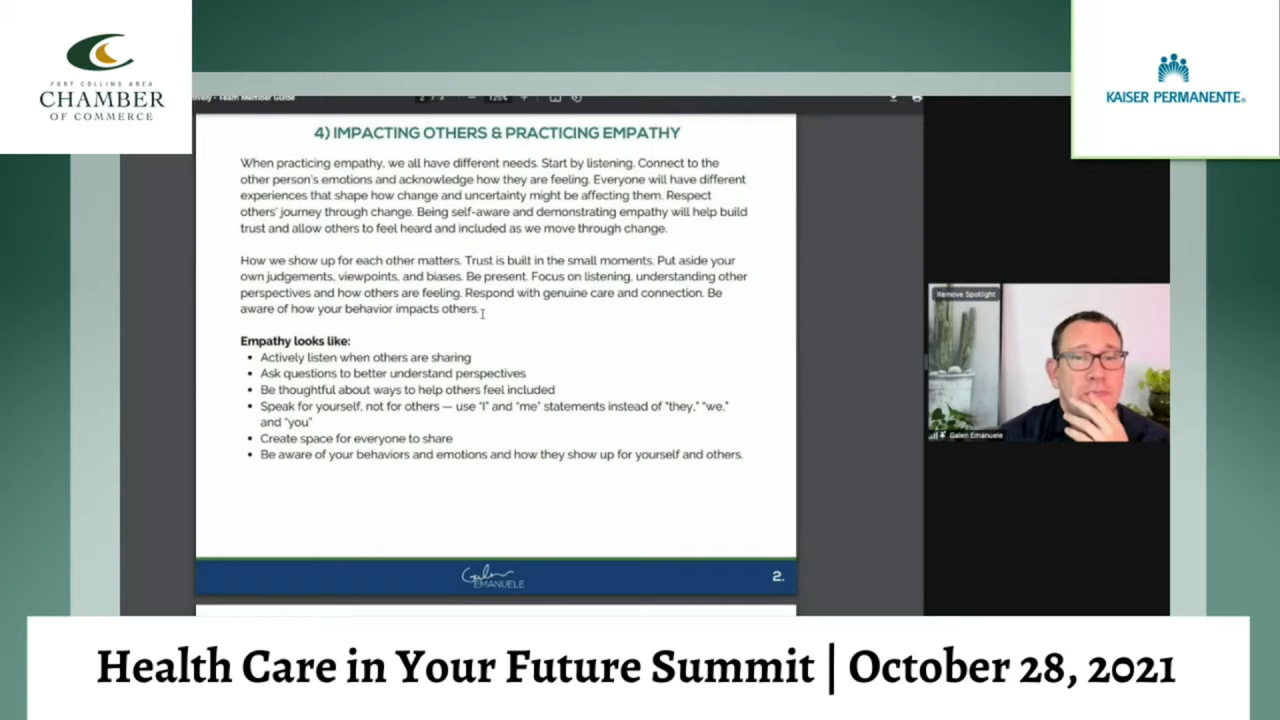 FORT COLLINS AREA
CHAMBER
OF COMMERCE
KAISER PERMANENTE®
Team Member Guide
125%
4) IMPACTING OTHERS & PRACTICING EMPATHY
When practicing empathy, we all have different needs. Start by listening. Connect to the
other person's emotions and acknowledge how they are feeling. Everyone will have different
experiences that shape how change and uncertainty might be affecting them. Respect
others' journey through change. Being self-aware and demonstrating empathy will help build
trust and allow others to feel heard and included as we move through change.
How we show up for each other matters. Trust is built in the small moments. Put aside your
own judgements, viewpoints, and biases. Be present. Focus on listening, understanding other
perspectives and how others are feeling. Respond with genuine care and connection. Be
aware of how your behavior impacts others.
Empathy looks like:
• Actively listen when others are sharing
• Ask questions to better understand perspectives
• Be thoughtful about ways to help others feel included
• Speak for yourself, not for others — use "I" and "me" statements instead of "they," "we,"
and "you"
• Create space for everyone to share
• Be aware of your behaviors and emotions and how they show up for yourself and others.
Remove Spotlight
Galen Emanuele
Galen
EMANUELE
2.
Health Care in Your Future Summit | October 28, 2021